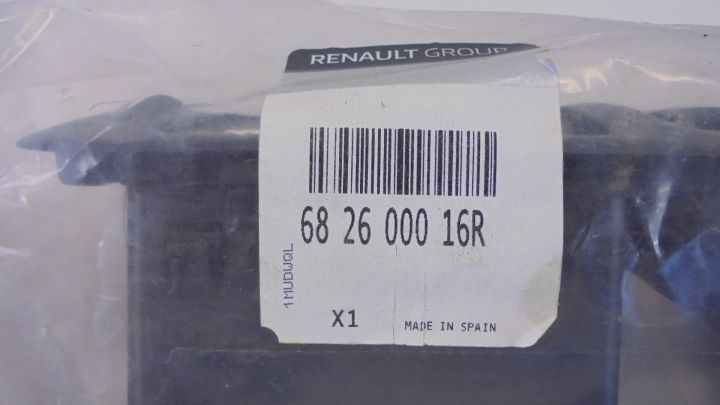 RENAULT GROUP
68 26 000 16R
1MUDWQL
X1
MADE IN SPAIN